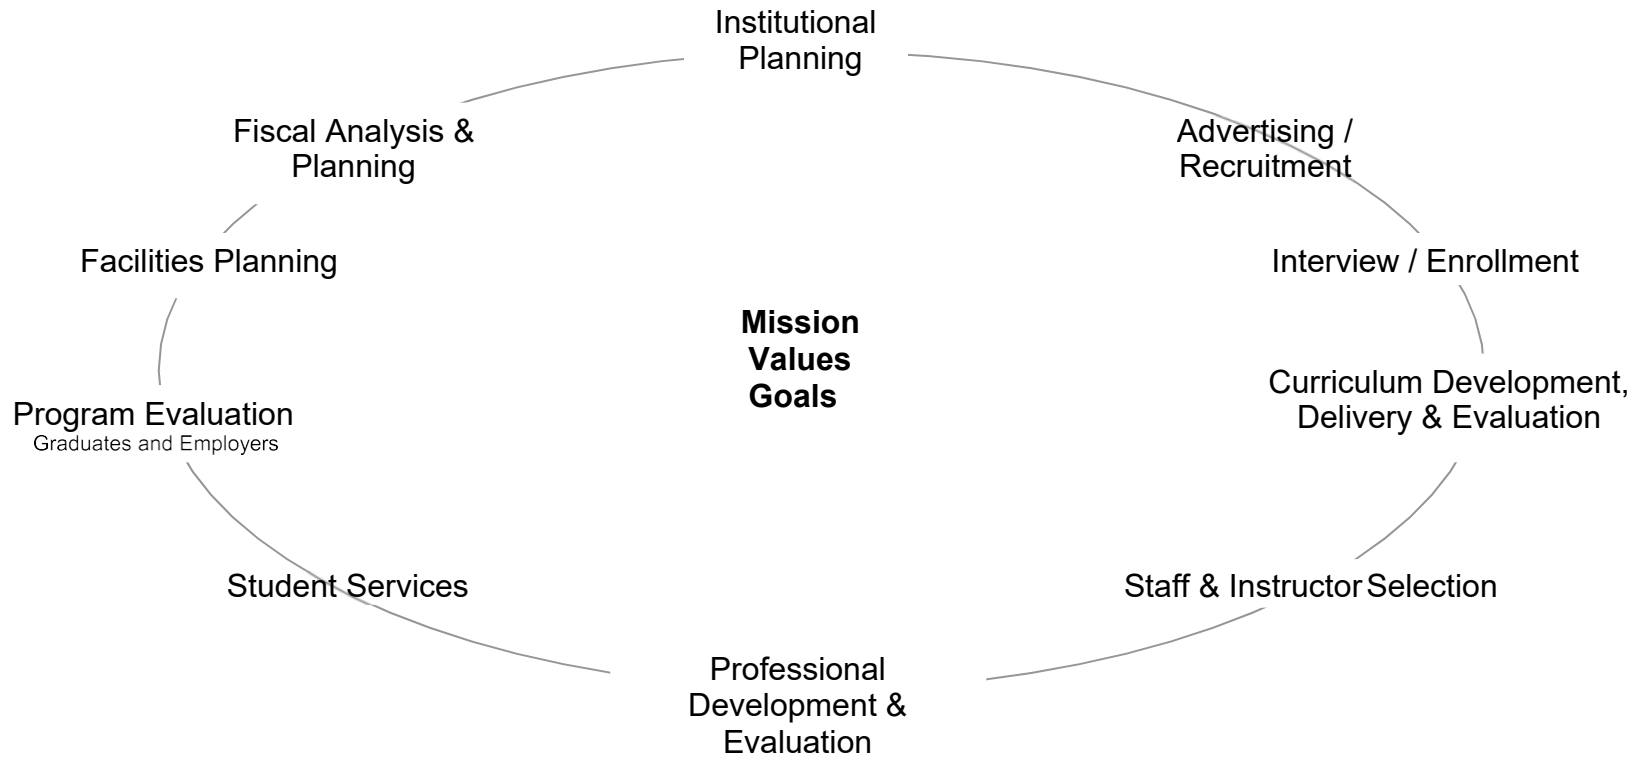 Institutional
Planning
Fiscal Analysis &
Planning
Advertising /
Recruitment
Facilities Planning
Interview / Enrollment
Mission
Values
Goals
Curriculum Development,
Delivery & Evaluation
Program Evaluation
Graduates and Employers
Student Services
Staff & Instructor Selection
Professional
Development &
Evaluation